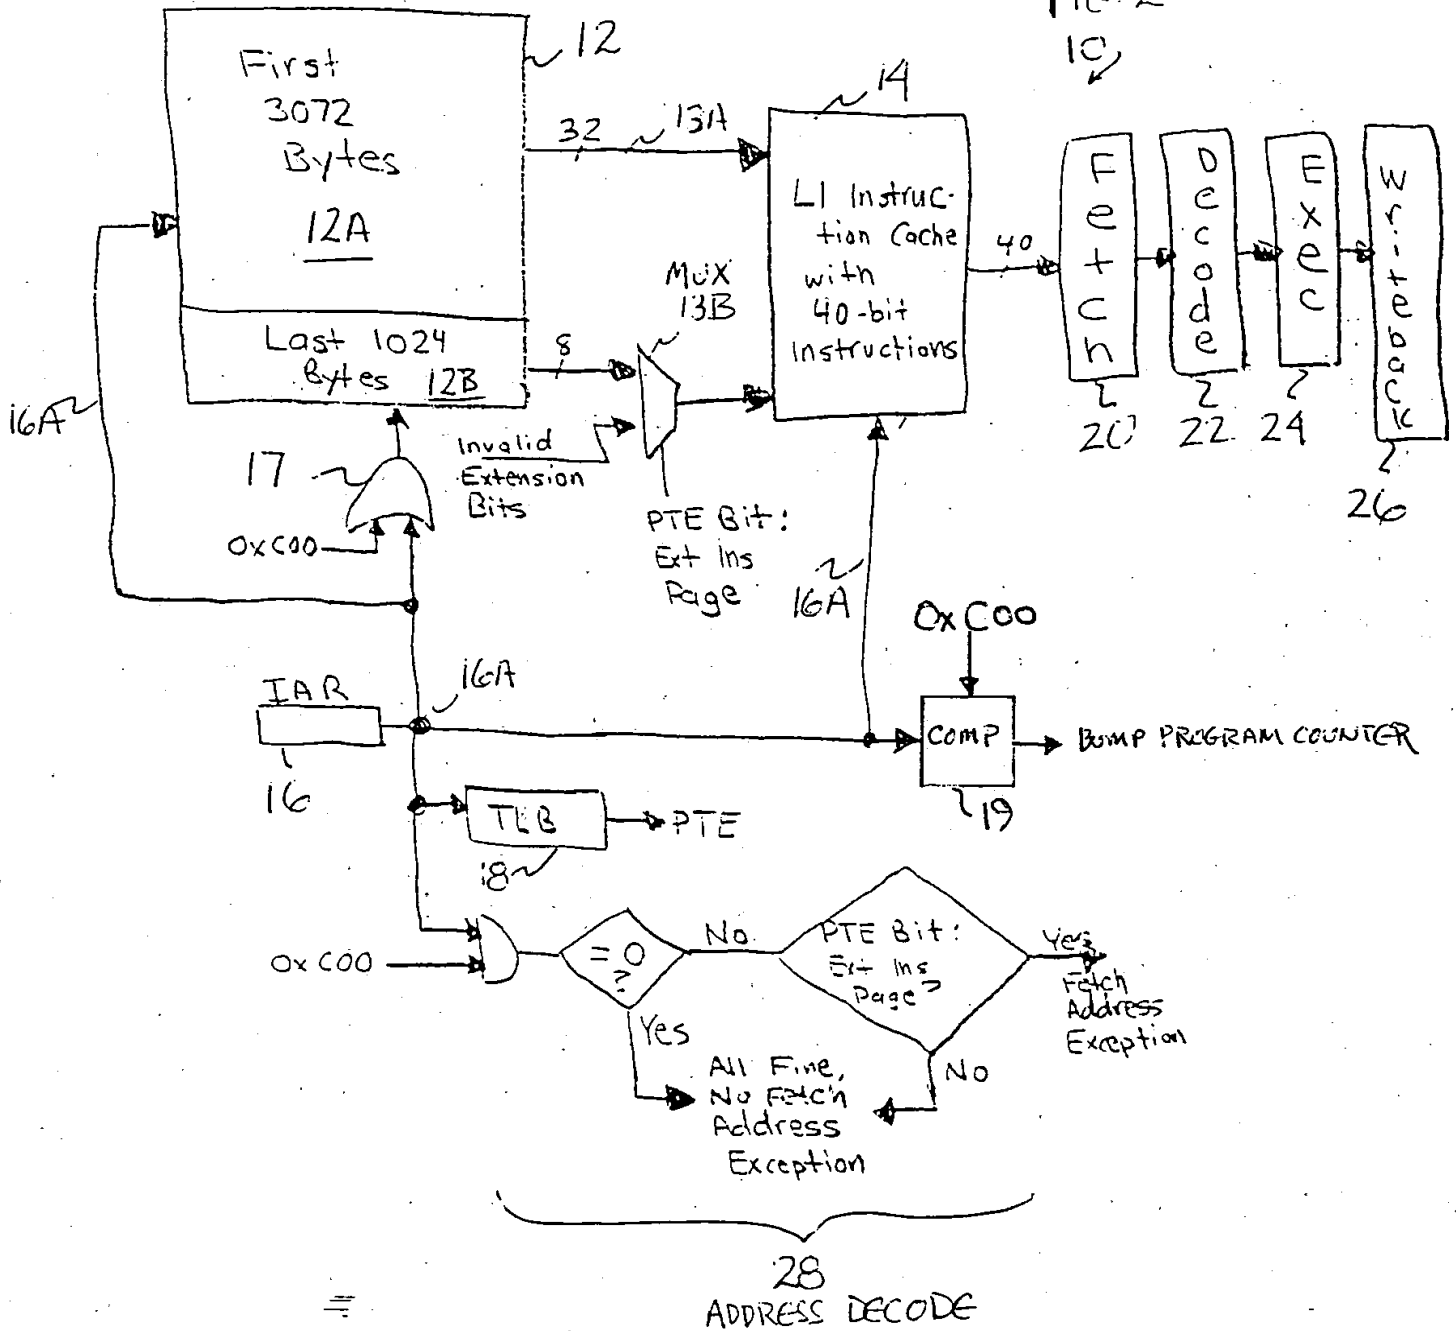 10
First
3072
Bytes
12A
12
32
13A
14
L1 Instruc-
tion Cache
with
40-bit
Instructions
40
Fetch
Decode
Exec
Writeback
20
22
24
26
Last 1024
Bytes 12B
8
MUX
13B
Invalid
Extension
Bits
PTE Bit:
Ext Ins
Page
16A
17
0xC00
16A
0xC00
IAR
16
16A
COMP
19
BUMP PROGRAM COUNTER
TLB
18
PTE
0xC00
= 0
?
No
Yes
PTE Bit:
Ext Ins
Page?
Yes
Fetch
Address
Exception
No
All Fine,
No Fetch
Address
Exception
28
ADDRESS DECODE